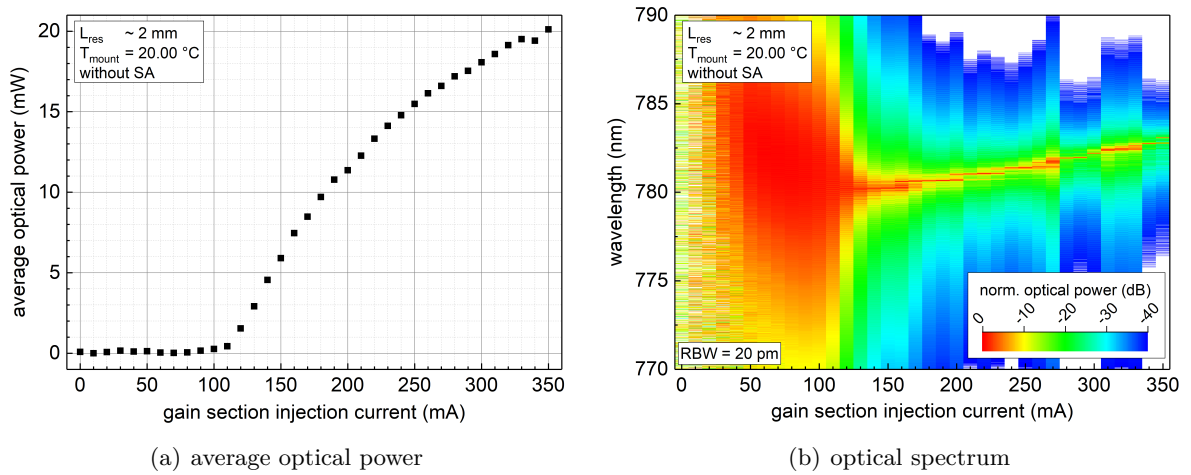 20
15
10
5
0
average optical power (mW)
L_res ~ 2 mm
T_mount = 20.00 °C
without SA
0 50 100 150 200 250 300 350
gain section injection current (mA)
(a) average optical power
790
785
780
775
770
wavelength (nm)
L_res ~ 2 mm
T_mount = 20.00 °C
without SA
norm. optical power (dB)
0 -10 -20 -30 -40
RBW = 20 pm
0 50 100 150 200 250 300 350
gain section injection current (mA)
(b) optical spectrum